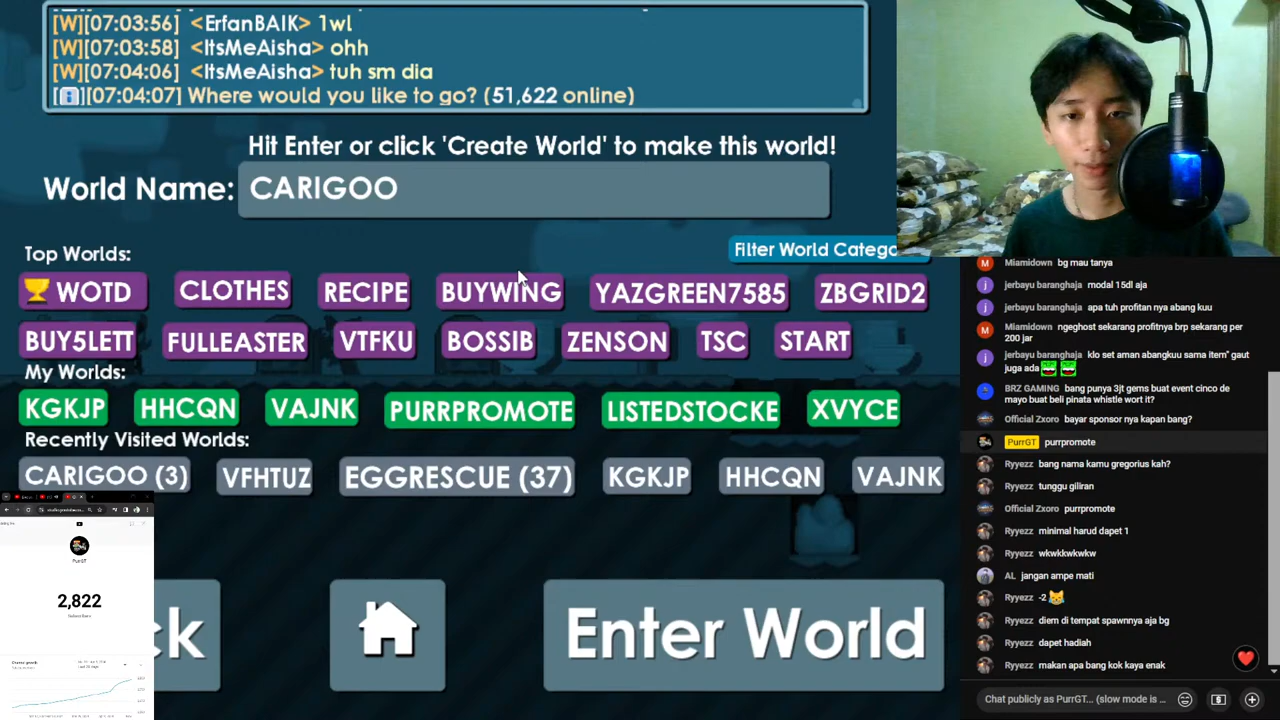 [W][07:03:56] <ErfanBAIK> 1wl
[W][07:03:58] <ItsMeAisha> ohh
[W][07:04:06] <ItsMeAisha> tuh sm dia
[07:04:07] Where would you like to go? (51,622 online)
Hit Enter or click 'Create World' to make this world!
World Name: CARIGOO
Top Worlds:
Filter World Catego
WOTD CLOTHES RECIPE BUYWING YAZGREEN7585 ZBGRID2
BUY5LETT FULLEASTER VTFKU BOSSIB ZENSON TSC START
My Worlds:
KGKJP HHCQN VAJNK PURRPROMOTE LISTEDSTOCKE XVYCE
Recently Visited Worlds:
CARIGOO (3) VFHTUZ EGGRESCUE (37) KGKJP HHCQN VAJNK
PurrGT
2,822
ck
Enter World
Miamidown bg mau tanya
jerbayu baranghaja modal 15dl aja
jerbayu baranghaja apa tuh profitan nya abang kuu
Miamidown ngeghost sekarang profitnya brp sekarang per
200 jar
jerbayu baranghaja klo set aman abangkuu sama item" gaut
juga ada
BRZ GAMING bang punya 3jt gems buat event cinco de
mayo buat beli pinata whistle wort it?
Official Zxoro bayar sponsor nya kapan bang?
PurrGT purrpromote
Ryyezz bang nama kamu gregorius kah?
Ryyezz tunggu giliran
Official Zxoro purrpromote
Ryyezz minimal harud dapet 1
Ryyezz wkwkkwkwkw
AL jangan ampe mati
Ryyezz -2
Ryyezz diem di tempat spawnnya aja bg
Ryyezz dapet hadiah
Ryyezz makan apa bang kok kaya enak
Chat publicly as PurrGT... (slow mode is ...